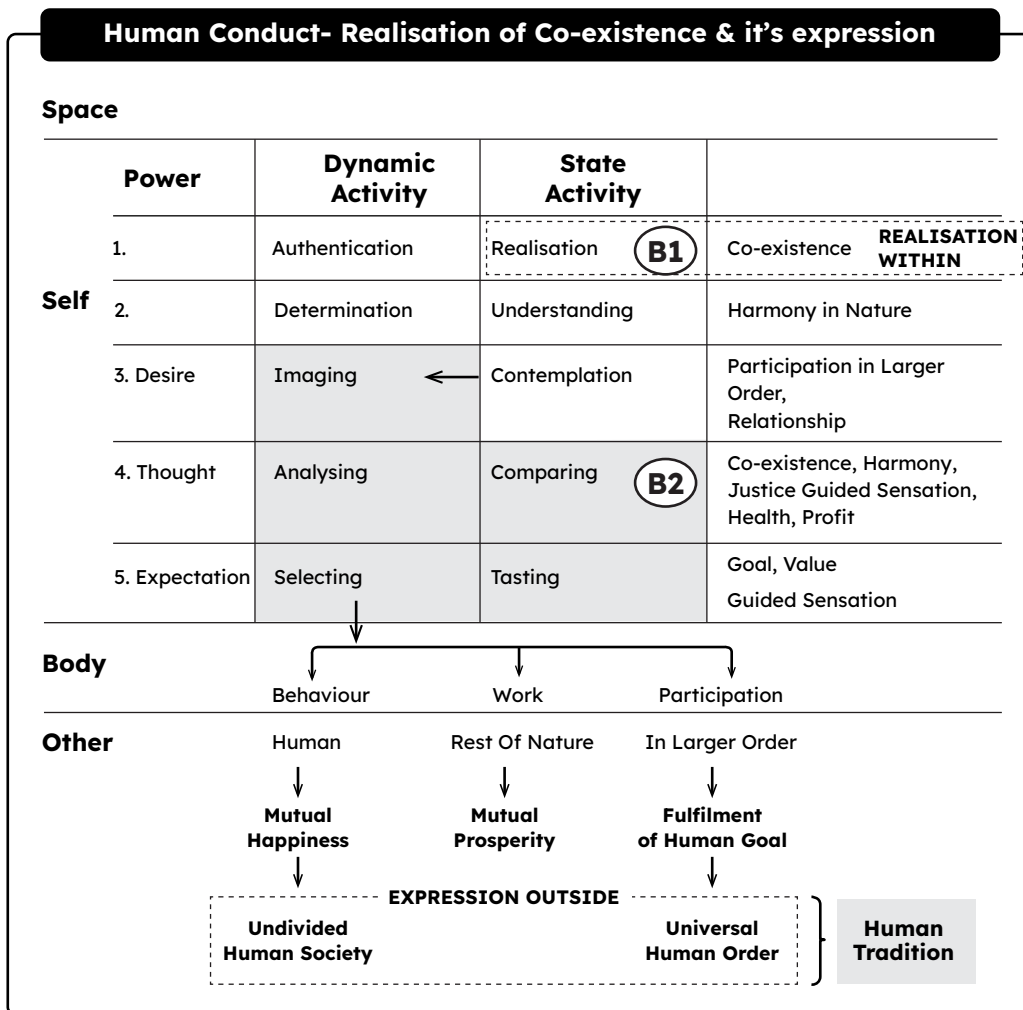 Human Conduct- Realisation of Co-existence & it's expression
Space
Power
Dynamic
Activity
State
Activity
1.
Authentication
Realisation
B1
Co-existence
REALISATION
WITHIN
Self
2.
Determination
Understanding
Harmony in Nature
3. Desire
Imaging
Contemplation
Participation in Larger
Order,
Relationship
4. Thought
Analysing
Comparing
B2
Co-existence, Harmony,
Justice Guided Sensation,
Health, Profit
5. Expectation
Selecting
Tasting
Goal, Value
Guided Sensation
Body
Behaviour
Work
Participation
Other
Human
Rest Of Nature
In Larger Order
Mutual
Happiness
Mutual
Prosperity
Fulfilment
of Human Goal
EXPRESSION OUTSIDE
Undivided
Human Society
Universal
Human Order
Human
Tradition